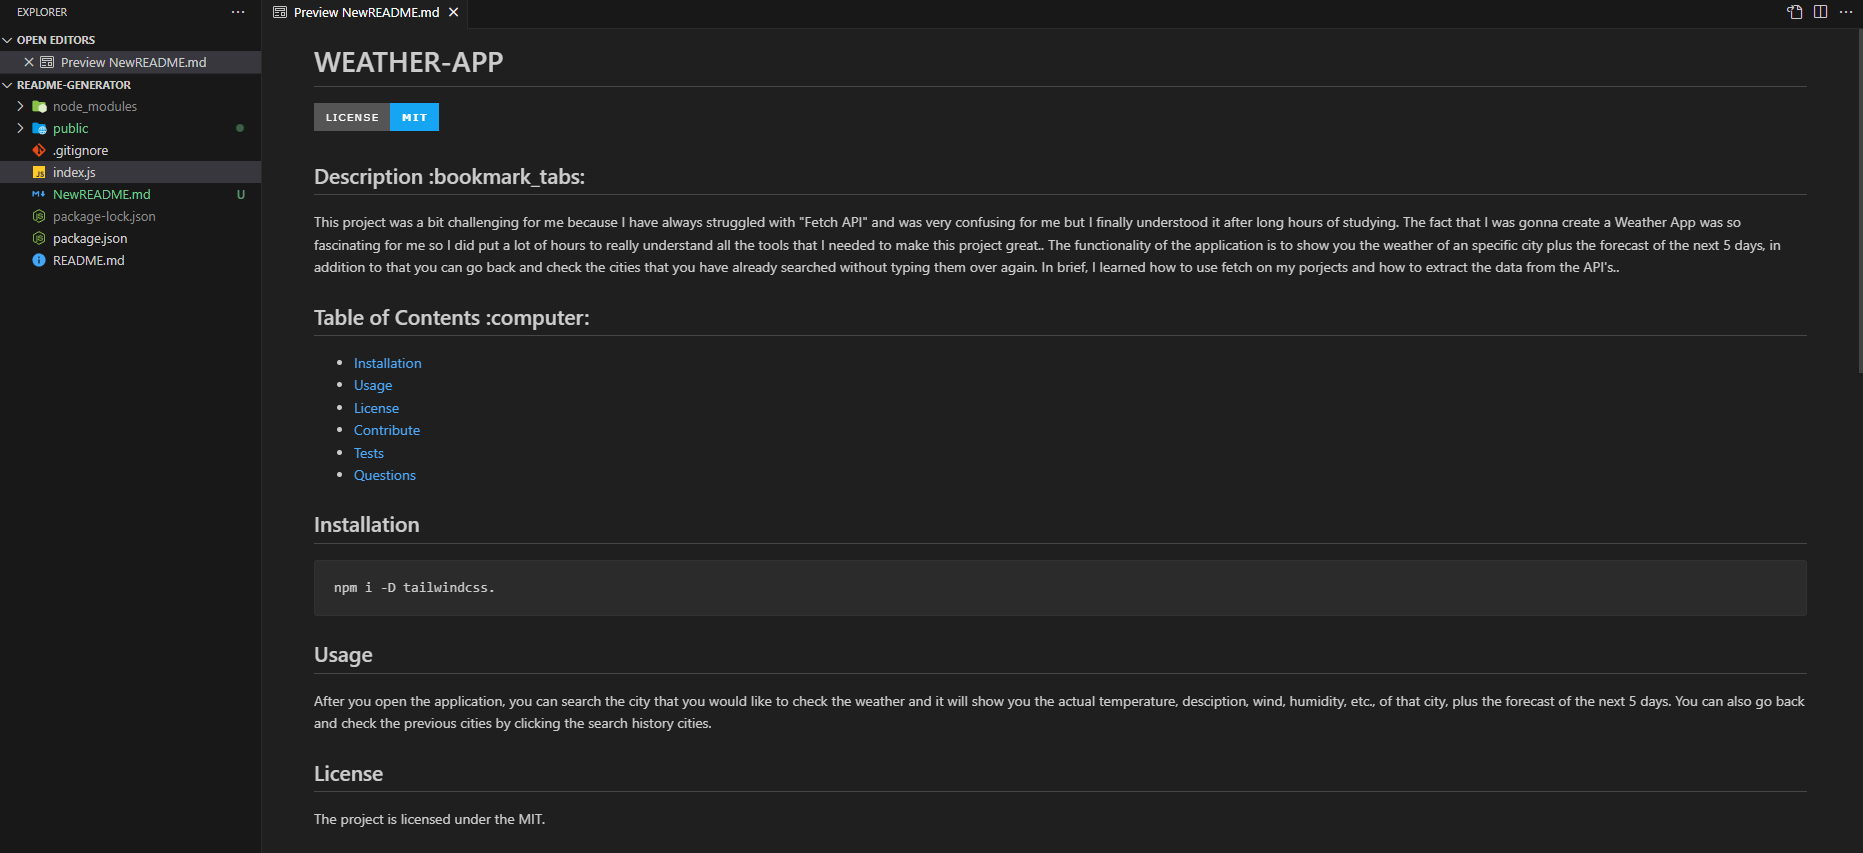 EXPLORER
OPEN EDITORS
Preview NewREADME.md
README-GENERATOR
node_modules
public
.gitignore
index.js
NewREADME.md U
package-lock.json
package.json
README.md
Preview NewREADME.md
WEATHER-APP
LICENSE MIT
Description :bookmark_tabs:
This project was a bit challenging for me because I have always struggled with "Fetch API" and was very confusing for me but I finally understood it after long hours of studying. The fact that I was gonna create a Weather App was so
fascinating for me so I did put a lot of hours to really understand all the tools that I needed to make this project great.. The functionality of the application is to show you the weather of an specific city plus the forecast of the next 5 days, in
addition to that you can go back and check the cities that you have already searched without typing them over again. In brief, I learned how to use fetch on my porjects and how to extract the data from the API's..
Table of Contents :computer:
Installation
Usage
License
Contribute
Tests
Questions
Installation
npm i -D tailwindcss.
Usage
After you open the application, you can search the city that you would like to check the weather and it will show you the actual temperature, desciption, wind, humidity, etc., of that city, plus the forecast of the next 5 days. You can also go back
and check the previous cities by clicking the search history cities.
License
The project is licensed under the MIT.